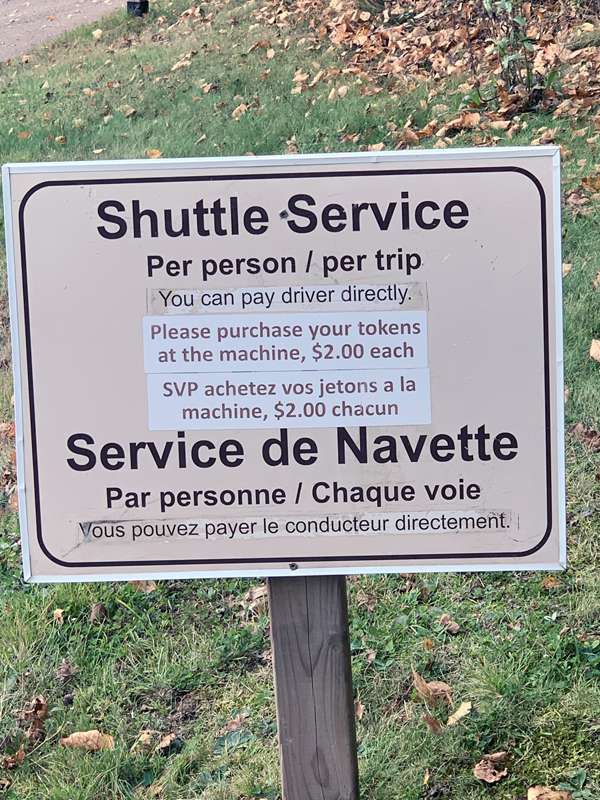 Shuttle Service
Per person / per trip
You can pay driver directly.
Please purchase your tokens
at the machine, $2.00 each
SVP achetez vos jetons a la
machine, $2.00 chacun
Service de Navette
Par personne / Chaque voie
Vous pouvez payer le conducteur directement.